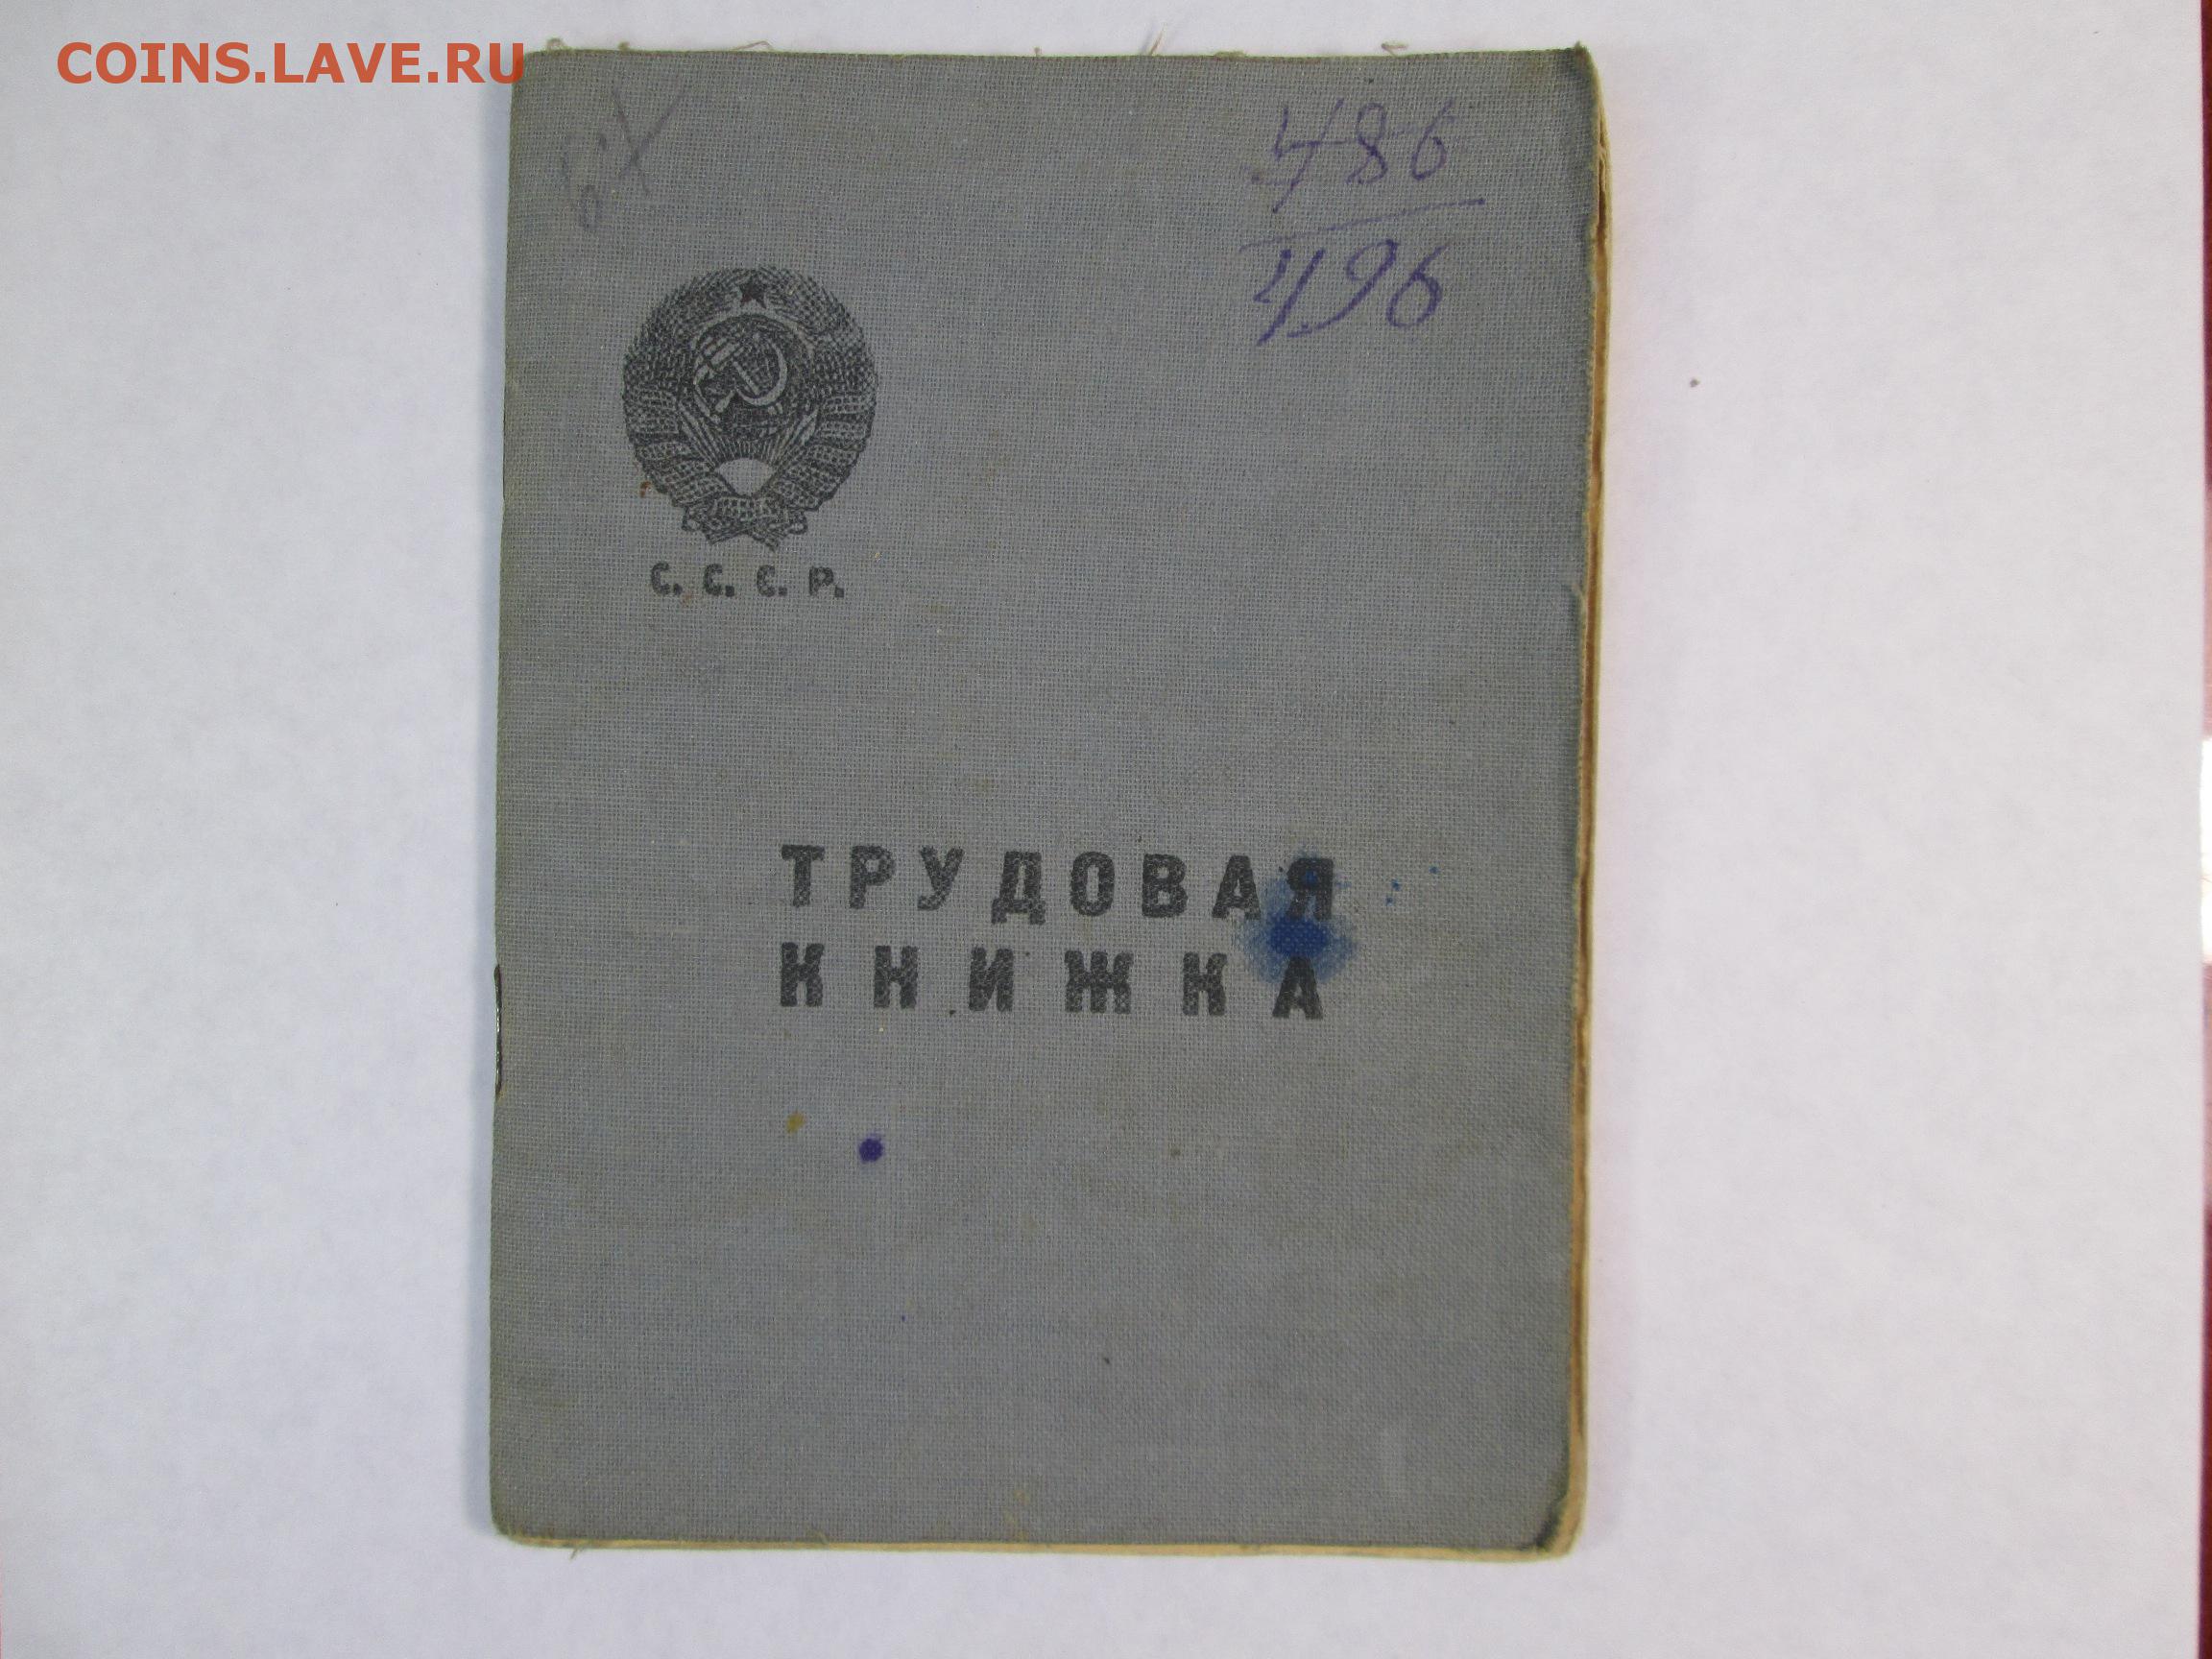 COINS.LAVE.RU
486
496
С. С. С. Р.
ТРУДОВАЯ
КНИЖКА